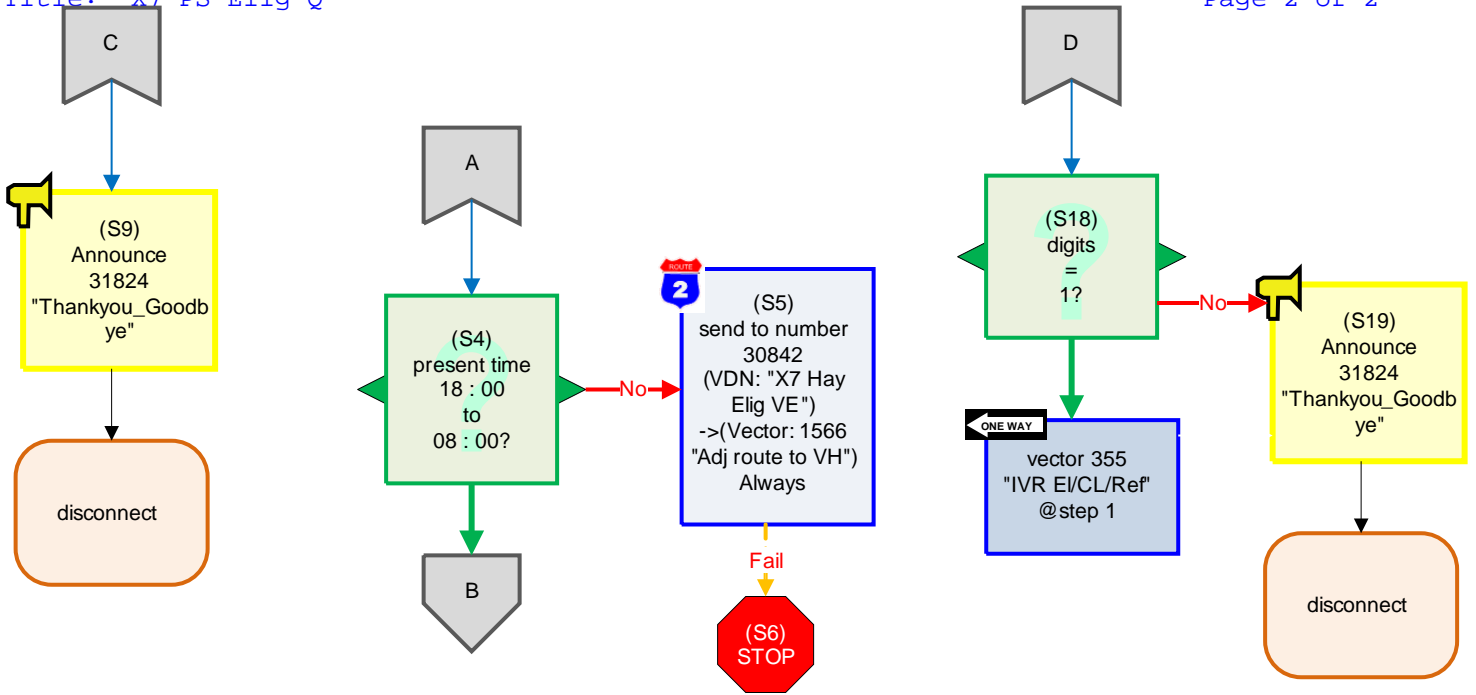 Title: X7 PS Elig Q
Page 2 of 2
C
(S9)
Announce
31824
"Thankyou_Goodb
ye"
disconnect
A
(S4)
present time
18 : 00
to
08 : 00?
No
B
ROUTE
2
(S5)
send to number
30842
(VDN: "X7 Hay
Elig VE")
->(Vector: 1566
"Adj route to VH")
Always
Fail
(S6)
STOP
D
(S18)
digits
=
1?
No
ONE WAY
vector 355
"IVR El/CL/Ref"
@step 1
(S19)
Announce
31824
"Thankyou_Goodb
ye"
disconnect